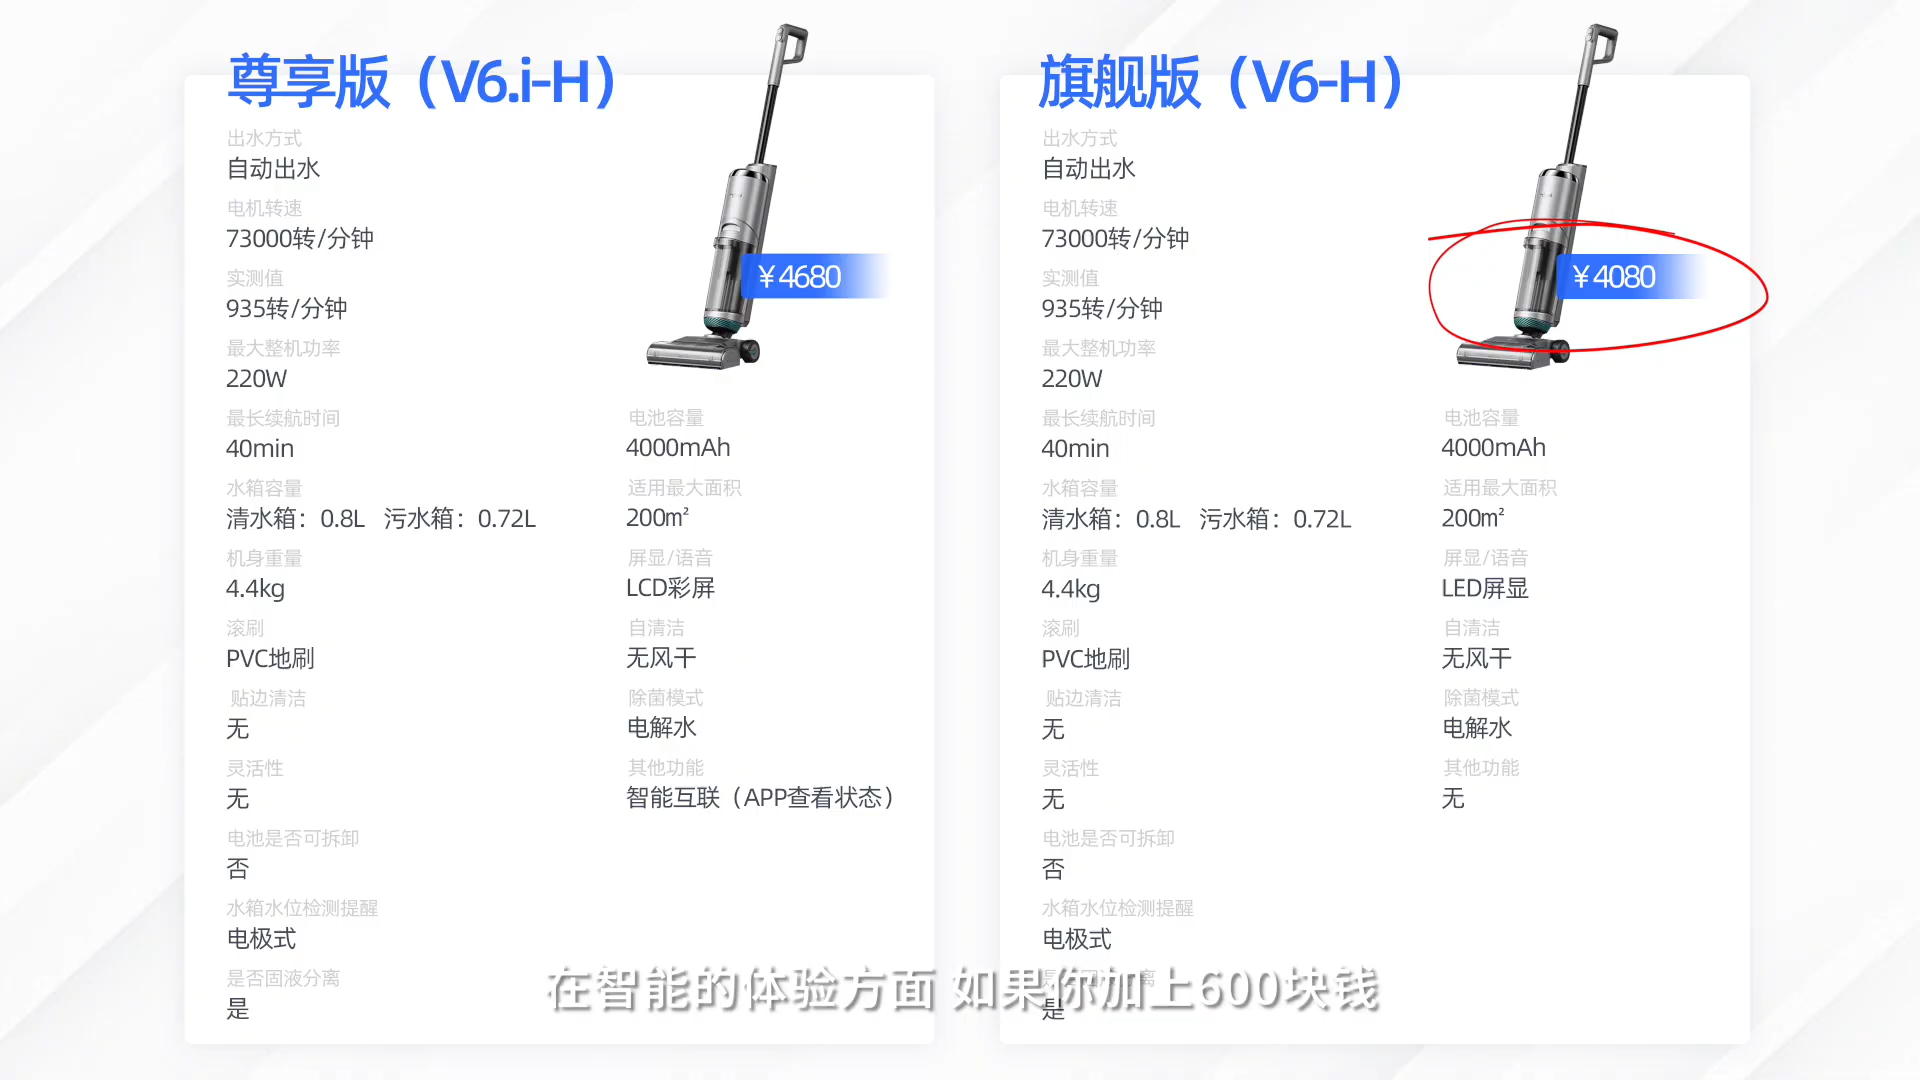 尊享版（V6.i-H）
出水方式
自动出水
电机转速
73000转/分钟
实测值
935转/分钟
最大整机功率
220W
¥4680
最长续航时间
40min
电池容量
4000mAh
水箱容量
清水箱：0.8L 污水箱：0.72L
适用最大面积
200㎡
机身重量
4.4kg
屏显/语音
LCD彩屏
滚刷
PVC地刷
自清洁
无风干
贴边清洁
无
除菌模式
电解水
灵活性
无
其他功能
智能互联（APP查看状态）
电池是否可拆卸
否
水箱水位检测提醒
电极式
是否固液分离
是
旗舰版（V6-H）
出水方式
自动出水
电机转速
73000转/分钟
实测值
935转/分钟
最大整机功率
220W
¥4080
最长续航时间
40min
电池容量
4000mAh
水箱容量
清水箱：0.8L 污水箱：0.72L
适用最大面积
200㎡
机身重量
4.4kg
屏显/语音
LED屏显
滚刷
PVC地刷
自清洁
无风干
贴边清洁
无
除菌模式
电解水
灵活性
无
其他功能
无
电池是否可拆卸
否
水箱水位检测提醒
电极式
是否固液分离
是
在智能的体验方面 如果你加上600块钱